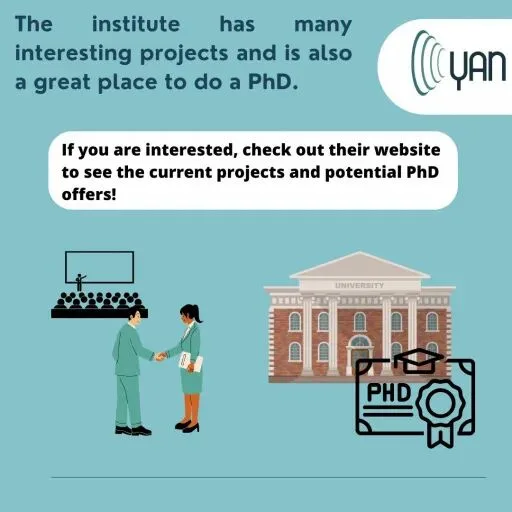 The institute has many
interesting projects and is also
a great place to do a PhD.
YAN
If you are interested, check out their website
to see the current projects and potential PhD
offers!
UNIVERSITY
PHD